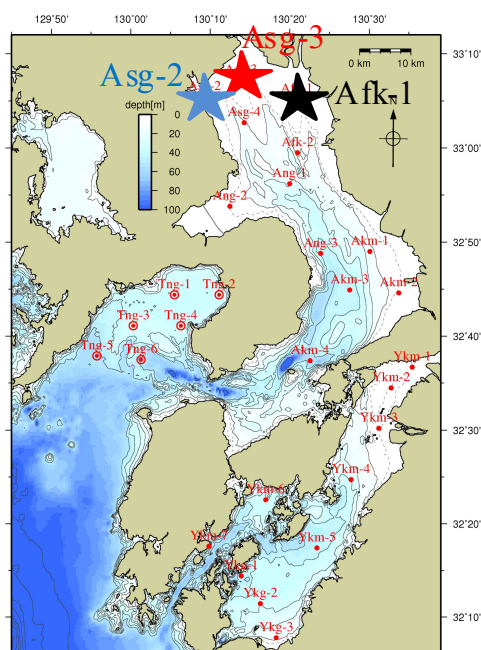 129˚50'
130˚00'
130˚10'
130˚20'
130˚30'
Asg-3
0 km
10 km
33˚10'
Asg-2
Afk-1
depth[m]
0
20
40
60
80
100
N
Asg-4
Afk-2
33˚00'
Ang-1
Ang-2
32˚50'
Ang-3
Akm-1
Akm-3
Akm-2
Tng-1
Tng-2
Tng-3
Tng-4
32˚40'
Tng-5
Tng-6
Akm-4
Ykm-1
Ykm-2
32˚30'
Ykm-3
Ykm-4
Ykm-6
32˚20'
Ykm-7
Ykm-5
Ykg-1
Ykg-2
32˚10'
Ykg-3